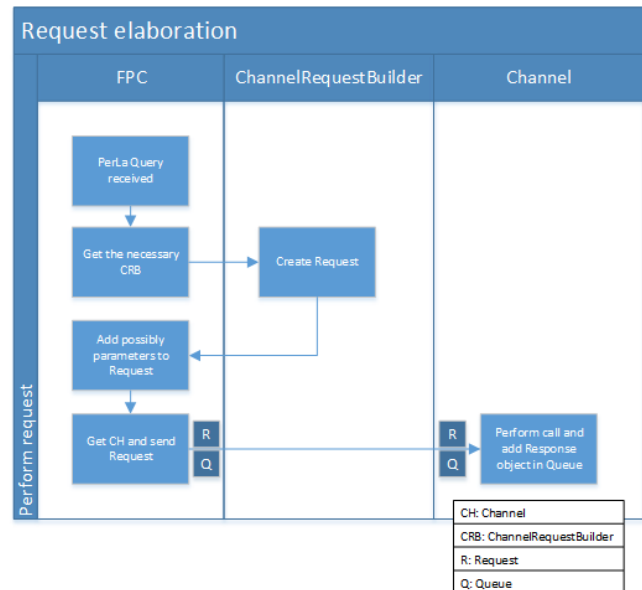 Request elaboration
FPC
ChannelRequestBuilder
Channel
Perform request
PerLa Query
received
Get the necessary
CRB
Create Request
Add possibly
parameters to
Request
Get CH and send
Request
R
Q
R
Q
Perform call and
add Response
object in Queue
CH: Channel
CRB: ChannelRequestBuilder
R: Request
Q: Queue